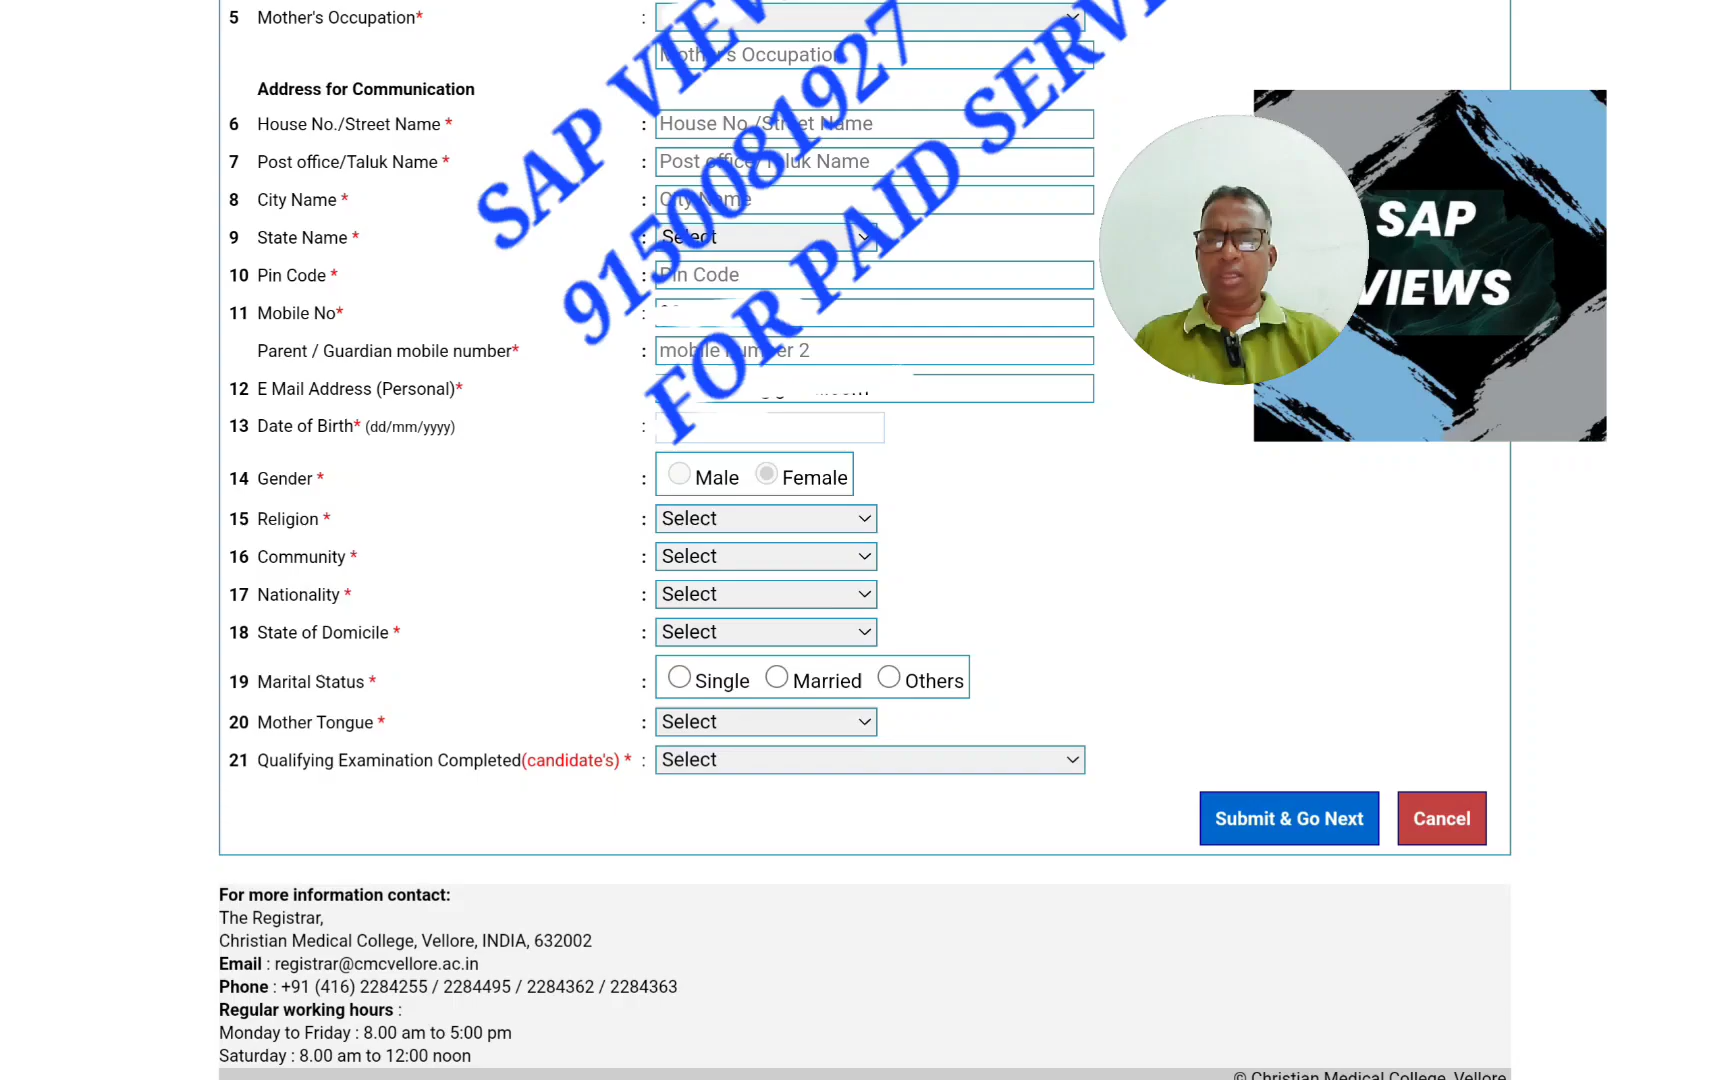 5 Mother's Occupation* :
Mother's Occupation
Address for Communication
6 House No./Street Name * : House No./Street Name
7 Post office/Taluk Name * : Post office/Taluk Name
8 City Name * : City Name
9 State Name * : Select
10 Pin Code * : Pin Code
11 Mobile No* :
Parent / Guardian mobile number* : mobile number 2
12 E Mail Address (Personal)* :
13 Date of Birth* (dd/mm/yyyy) :
14 Gender * : Male Female
15 Religion * : Select
16 Community * : Select
17 Nationality * : Select
18 State of Domicile * : Select
19 Marital Status * : Single Married Others
20 Mother Tongue * : Select
21 Qualifying Examination Completed(candidate's) * : Select
Submit & Go Next Cancel
SAP
9150081927
FOR PAID
SAP
VIEWS
For more information contact:
The Registrar,
Christian Medical College, Vellore, INDIA, 632002
Email : registrar@cmcvellore.ac.in
Phone : +91 (416) 2284255 / 2284495 / 2284362 / 2284363
Regular working hours :
Monday to Friday : 8.00 am to 5:00 pm
Saturday : 8.00 am to 12:00 noon
© Christian Medical College, Vellore